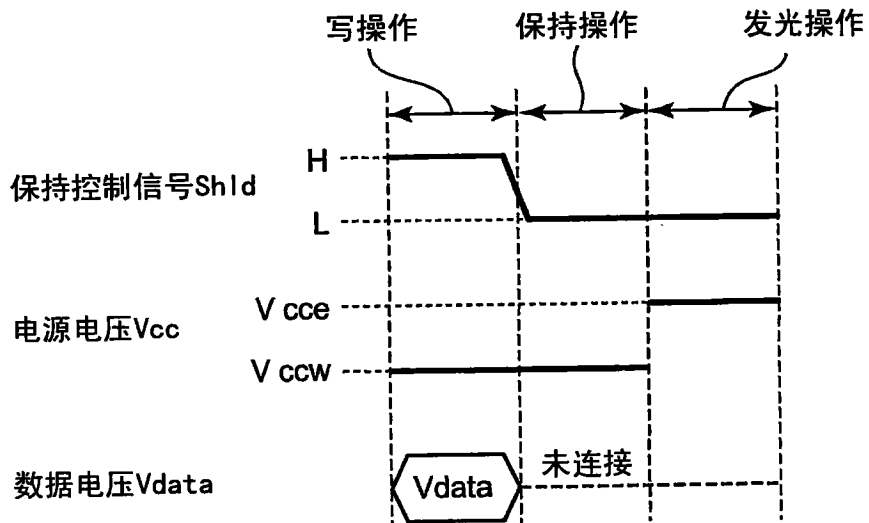 写操作 保持操作 发光操作
H
保持控制信号Shld
L
V cce
电源电压Vcc
V ccw
未连接
数据电压Vdata Vdata